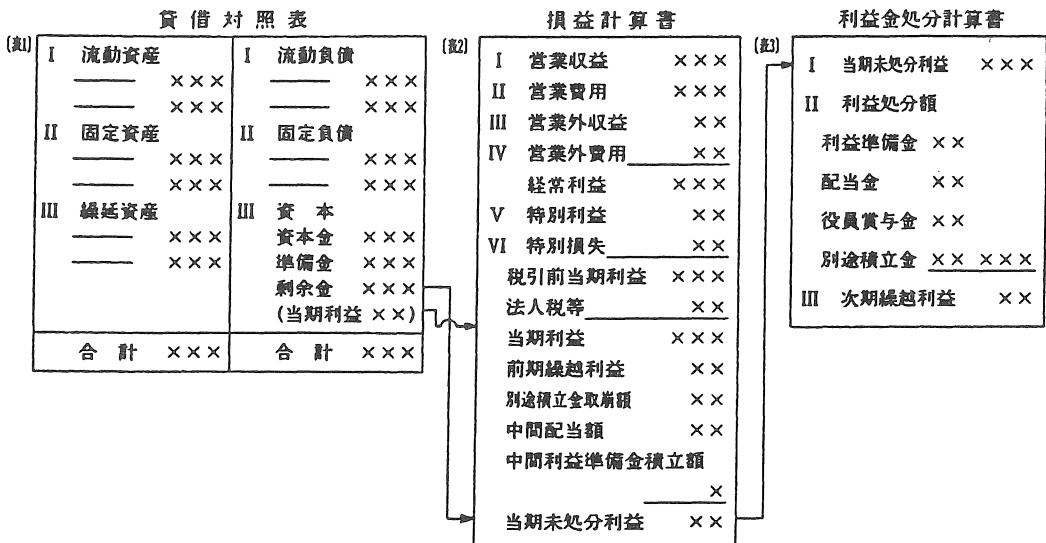 貸借対照表
〔表1〕
I 流動資産
××× 
×××
II 固定資産
×××
×××
III 繰延資産
×××
×××
合計 ×××
I 流動負債
×××
×××
II 固定負債
×××
×××
III 資本
資本金 ×××
準備金 ×××
剰余金 ×××
(当期利益 ××)
合計 ×××
損益計算書
〔表2〕
I 営業収益 ×××
II 営業費用 ×××
III 営業外収益 ××
IV 営業外費用 ××
経常利益 ×××
V 特別利益 ××
VI 特別損失 ××
税引前当期利益 ×××
法人税等 ××
当期利益 ×××
前期繰越利益 ××
別途積立金取崩額 ××
中間配当額 ××
中間利益準備金積立額
×
当期未処分利益 ××
利益金処分計算書
〔表3〕
I 当期未処分利益 ×××
II 利益処分額
利益準備金 ××
配当金 ××
役員賞与金 ××
別途積立金 ×× ×××
III 次期繰越利益 ××